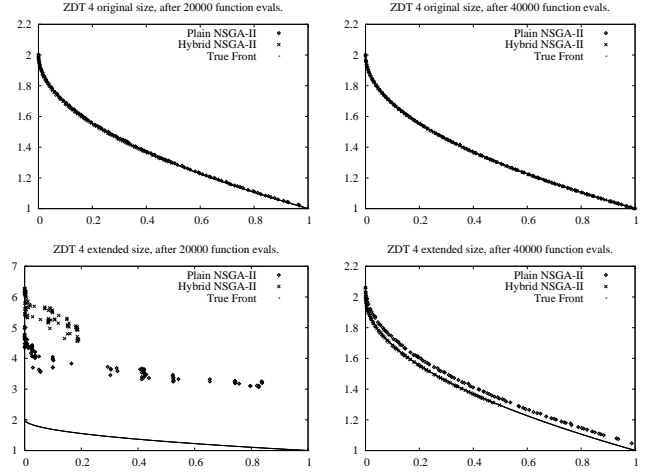 ZDT 4 original size, after 20000 function evals.
Plain NSGA-II
Hybrid NSGA-II
True Front
2.2
2
1.8
1.6
1.4
1.2
1
0 0.2 0.4 0.6 0.8 1
ZDT 4 original size, after 40000 function evals.
Plain NSGA-II
Hybrid NSGA-II
True Front
2.2
2
1.8
1.6
1.4
1.2
1
0 0.2 0.4 0.6 0.8 1
ZDT 4 extended size, after 20000 function evals.
Plain NSGA-II
Hybrid NSGA-II
True Front
7
6
5
4
3
2
1
0 0.2 0.4 0.6 0.8 1
ZDT 4 extended size, after 40000 function evals.
Plain NSGA-II
Hybrid NSGA-II
True Front
2.2
2
1.8
1.6
1.4
1.2
1
0 0.2 0.4 0.6 0.8 1